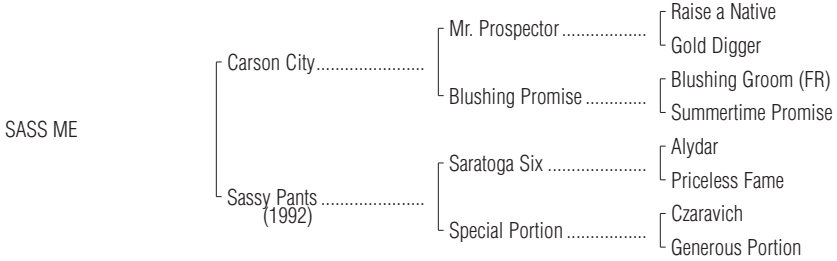 Raise a Native
Mr. Prospector ......................
Gold Digger
Carson City............................
Blushing Groom (FR)
Blushing Promise ................
Summertime Promise
SASS ME
Alydar
Saratoga Six .........................
Priceless Fame
Sassy Pants ...........................
(1992)
Czaravich
Special Portion .....................
Generous Portion